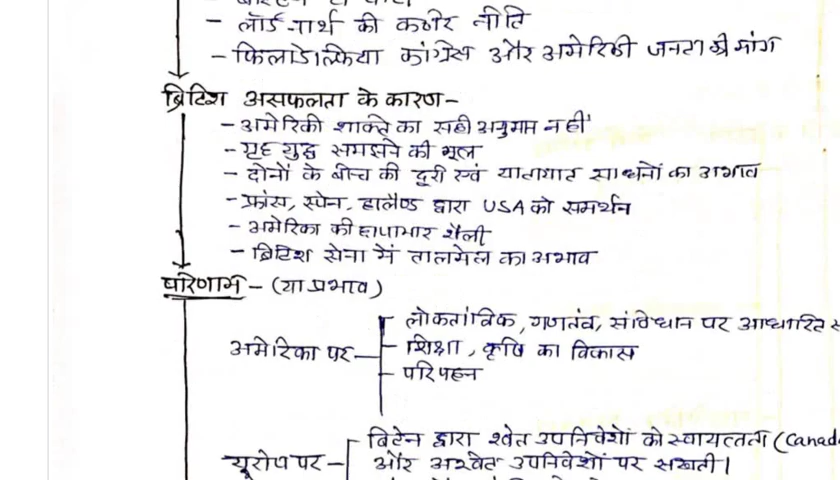 - लॉर्ड नार्थ की कठोर नीति
- फिलाडेल्फिया कांग्रेस और अमेरिकी जनता की मांग
ब्रिटिश असफलता के कारण -
- अमेरिकी शक्ति का सही अनुमान नहीं
- गृह युद्ध समझने की भूल
- दोनों के बीच की दूरी एवं यातायात साधनों का अभाव
- फ्रांस, स्पेन, हालैण्ड द्वारा USA को समर्थन
- अमेरिका की छापामार शैली
- ब्रिटिश सेना में तालमेल का अभाव
परिणाम - (या प्रभाव)
लोकतांत्रिक, गणतंत्र, संविधान पर आधारित
अमेरिका पर - शिक्षा, कृषि का विकास
- परिवहन
ब्रिटेन द्वारा श्वेत उपनिवेशों को स्वायत्तता (Canada
यूरोप पर - और अश्वेत उपनिवेशों पर सख्ती।